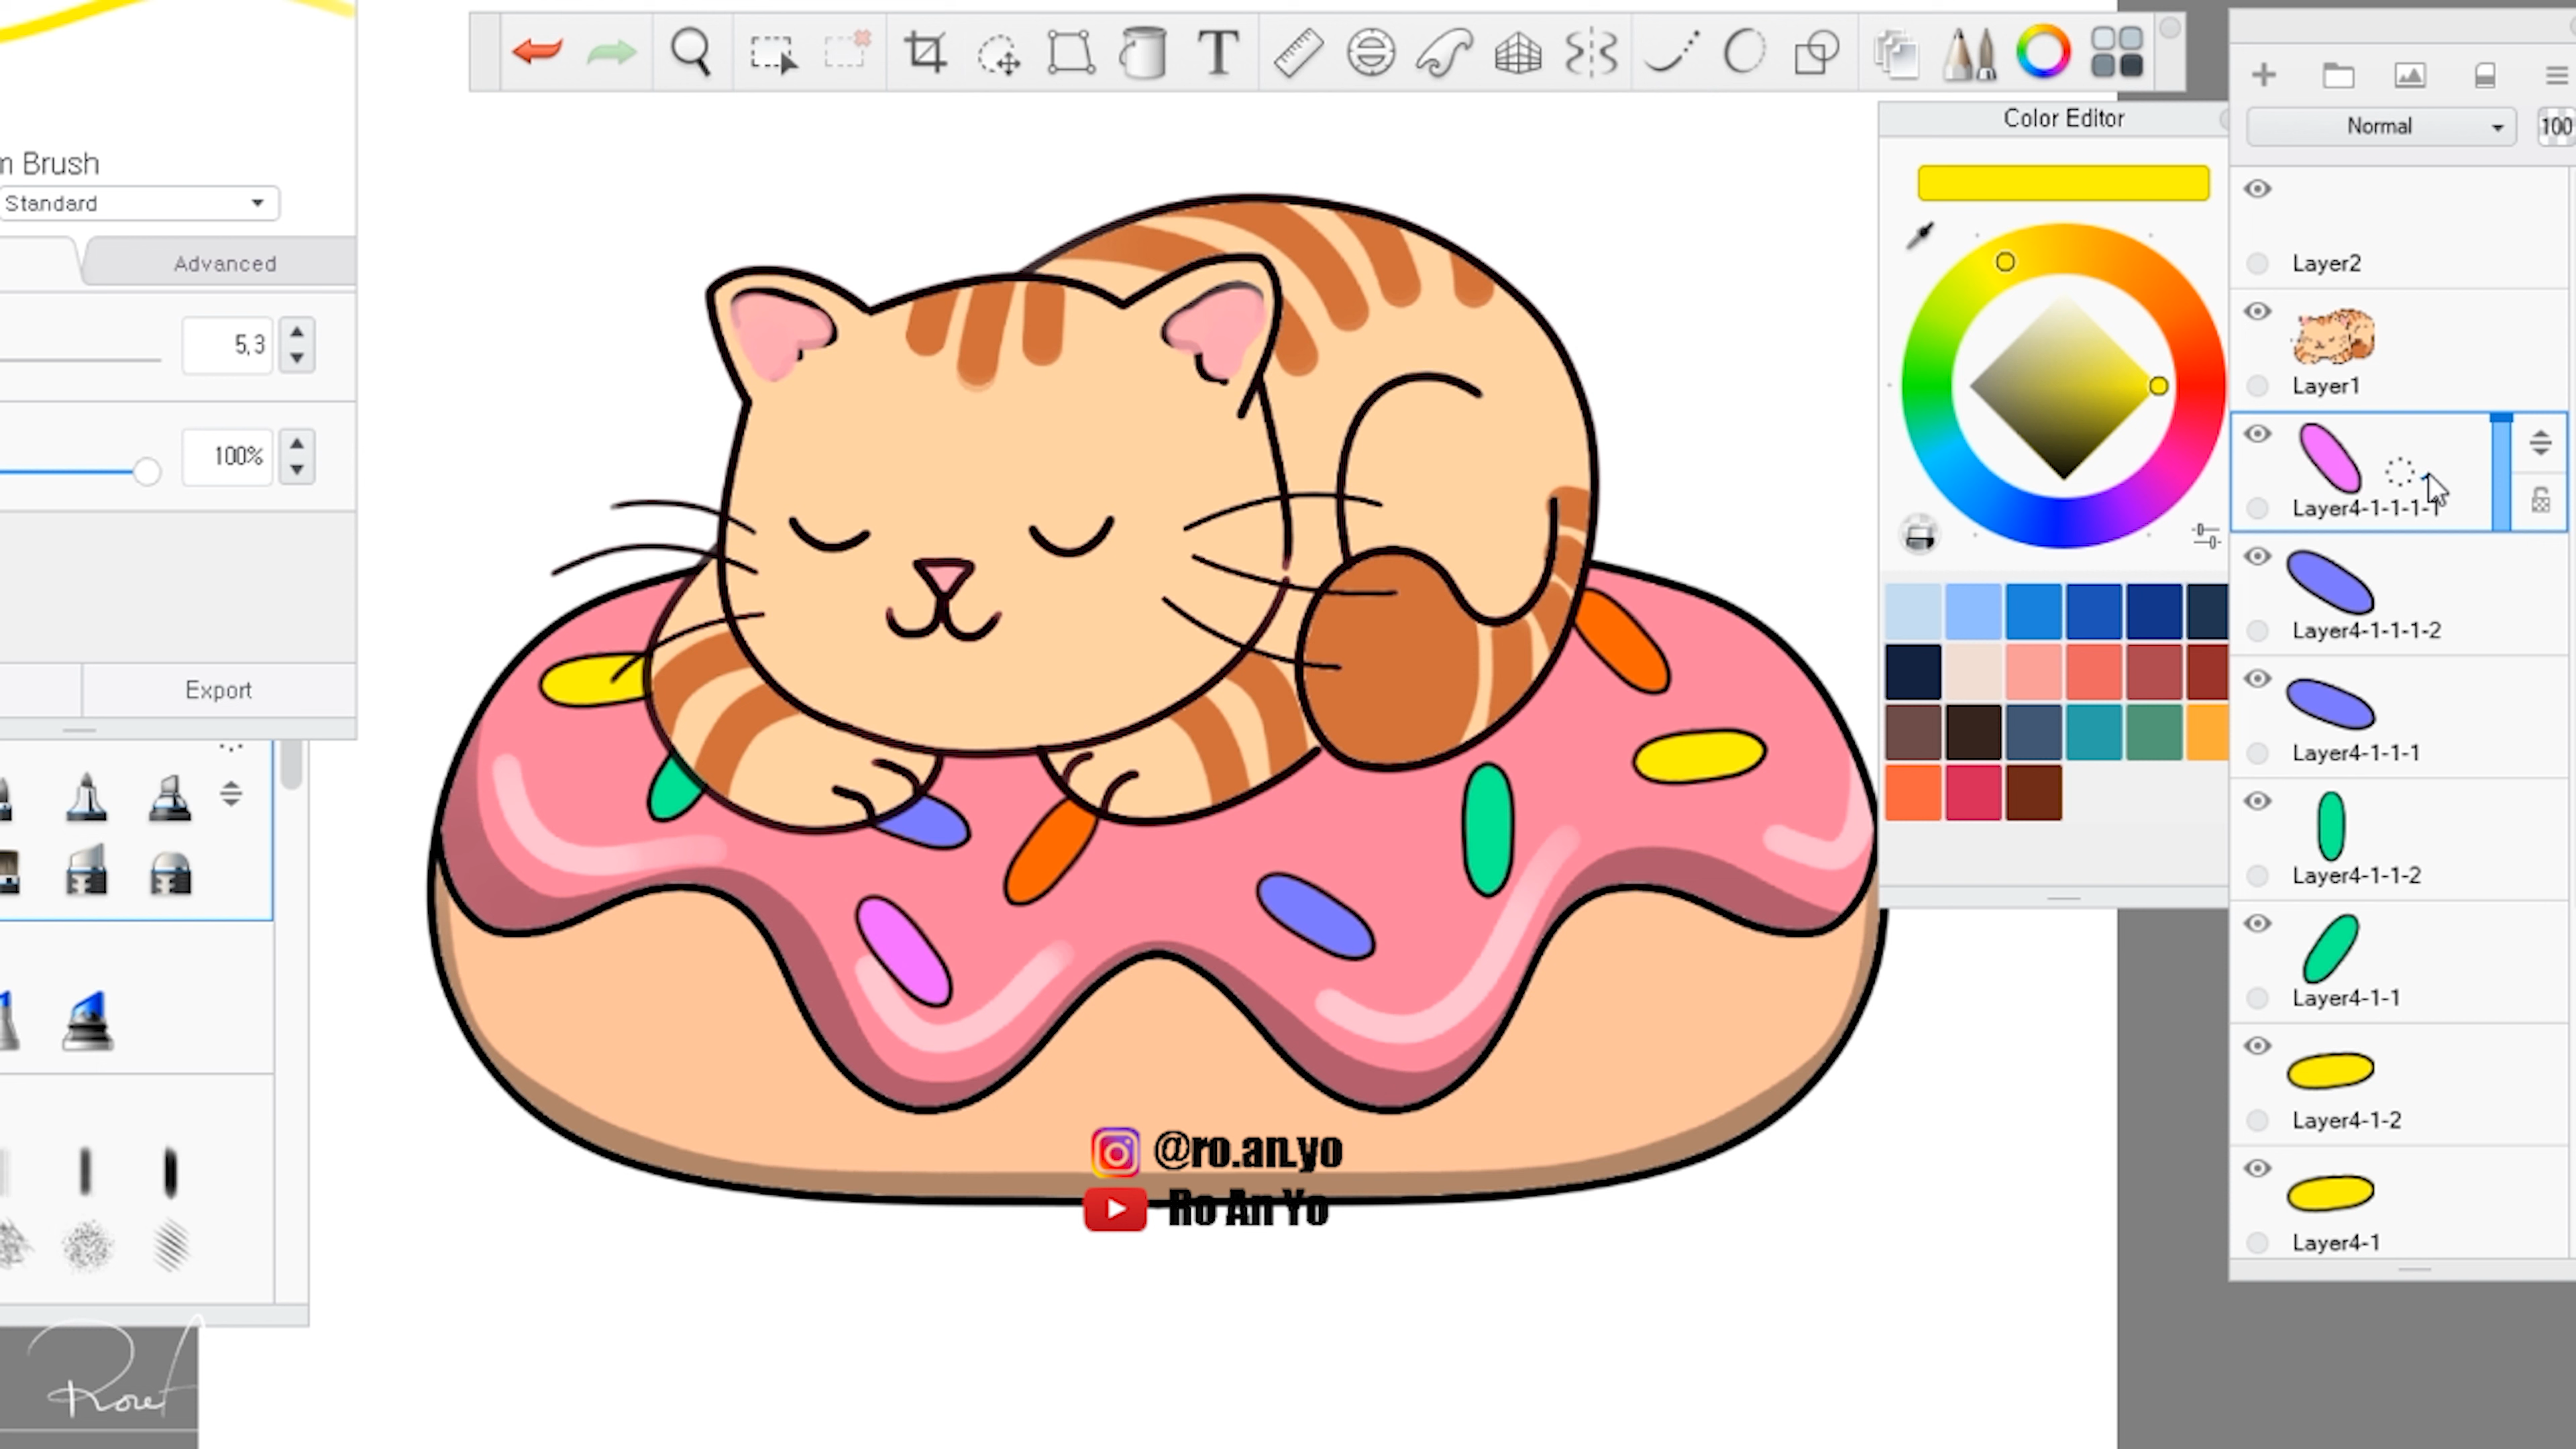 m Brush
Standard
Advanced
5,3
100%
Export
T
Color Editor
Normal
100
Layer2
Layer1
Layer4-1-1-1-1
Layer4-1-1-1-2
Layer4-1-1-1
Layer4-1-1-2
Layer4-1-1
Layer4-1-2
Layer4-1
@ro.an.yo
Ro An Yo